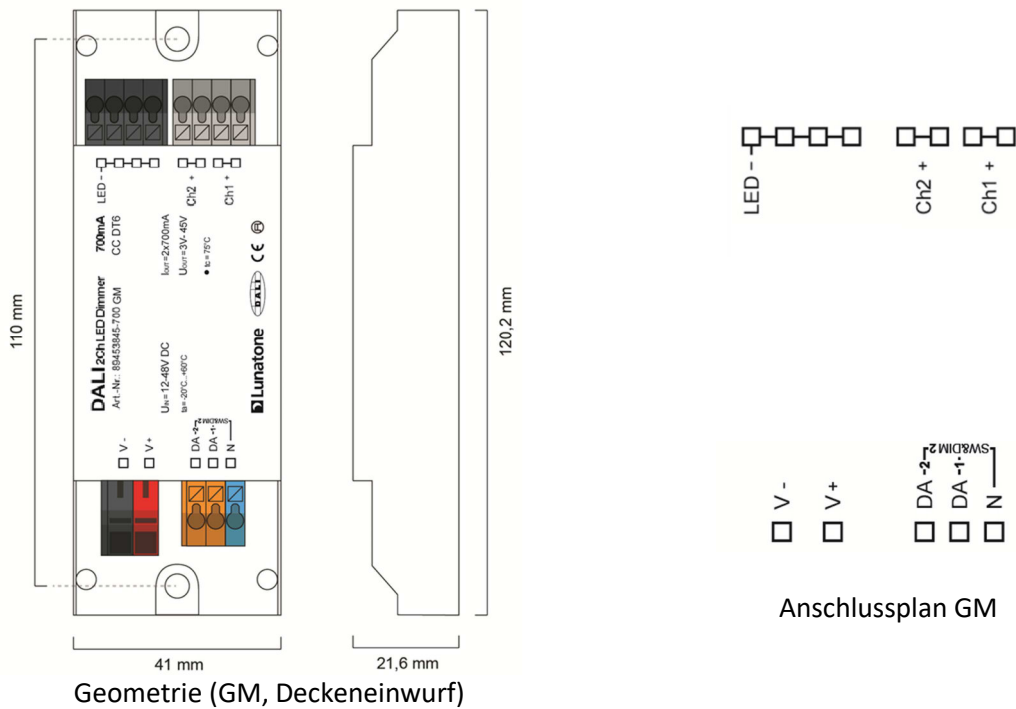 LED -
Ch2 +
Ch1 +
DALI 2Ch LED Dimmer 700mA
Art.-Nr.: 89453845-700 GM CC DT6
UIN=12-48V DC IOUT=2x700mA
ta=-20°C...+60°C UOUT=3V- 45V
• tc = 75°C
Lunatone DALI CE
V -
V +
DA -2-
DA -1-
N
SW&DIM 2
110 mm
120,2 mm
41 mm
21,6 mm
Geometrie (GM, Deckeneinwurf)
LED -
Ch2 +
Ch1 +
V -
V +
DA -2-
DA -1-
N
SW&DIM 2
Anschlussplan GM